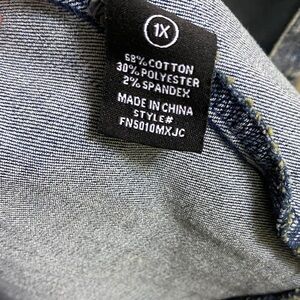 1X
68% COTTON
30% POLYESTER
2% SPANDEX
MADE IN CHINA
STYLE#
FN5010MXJC